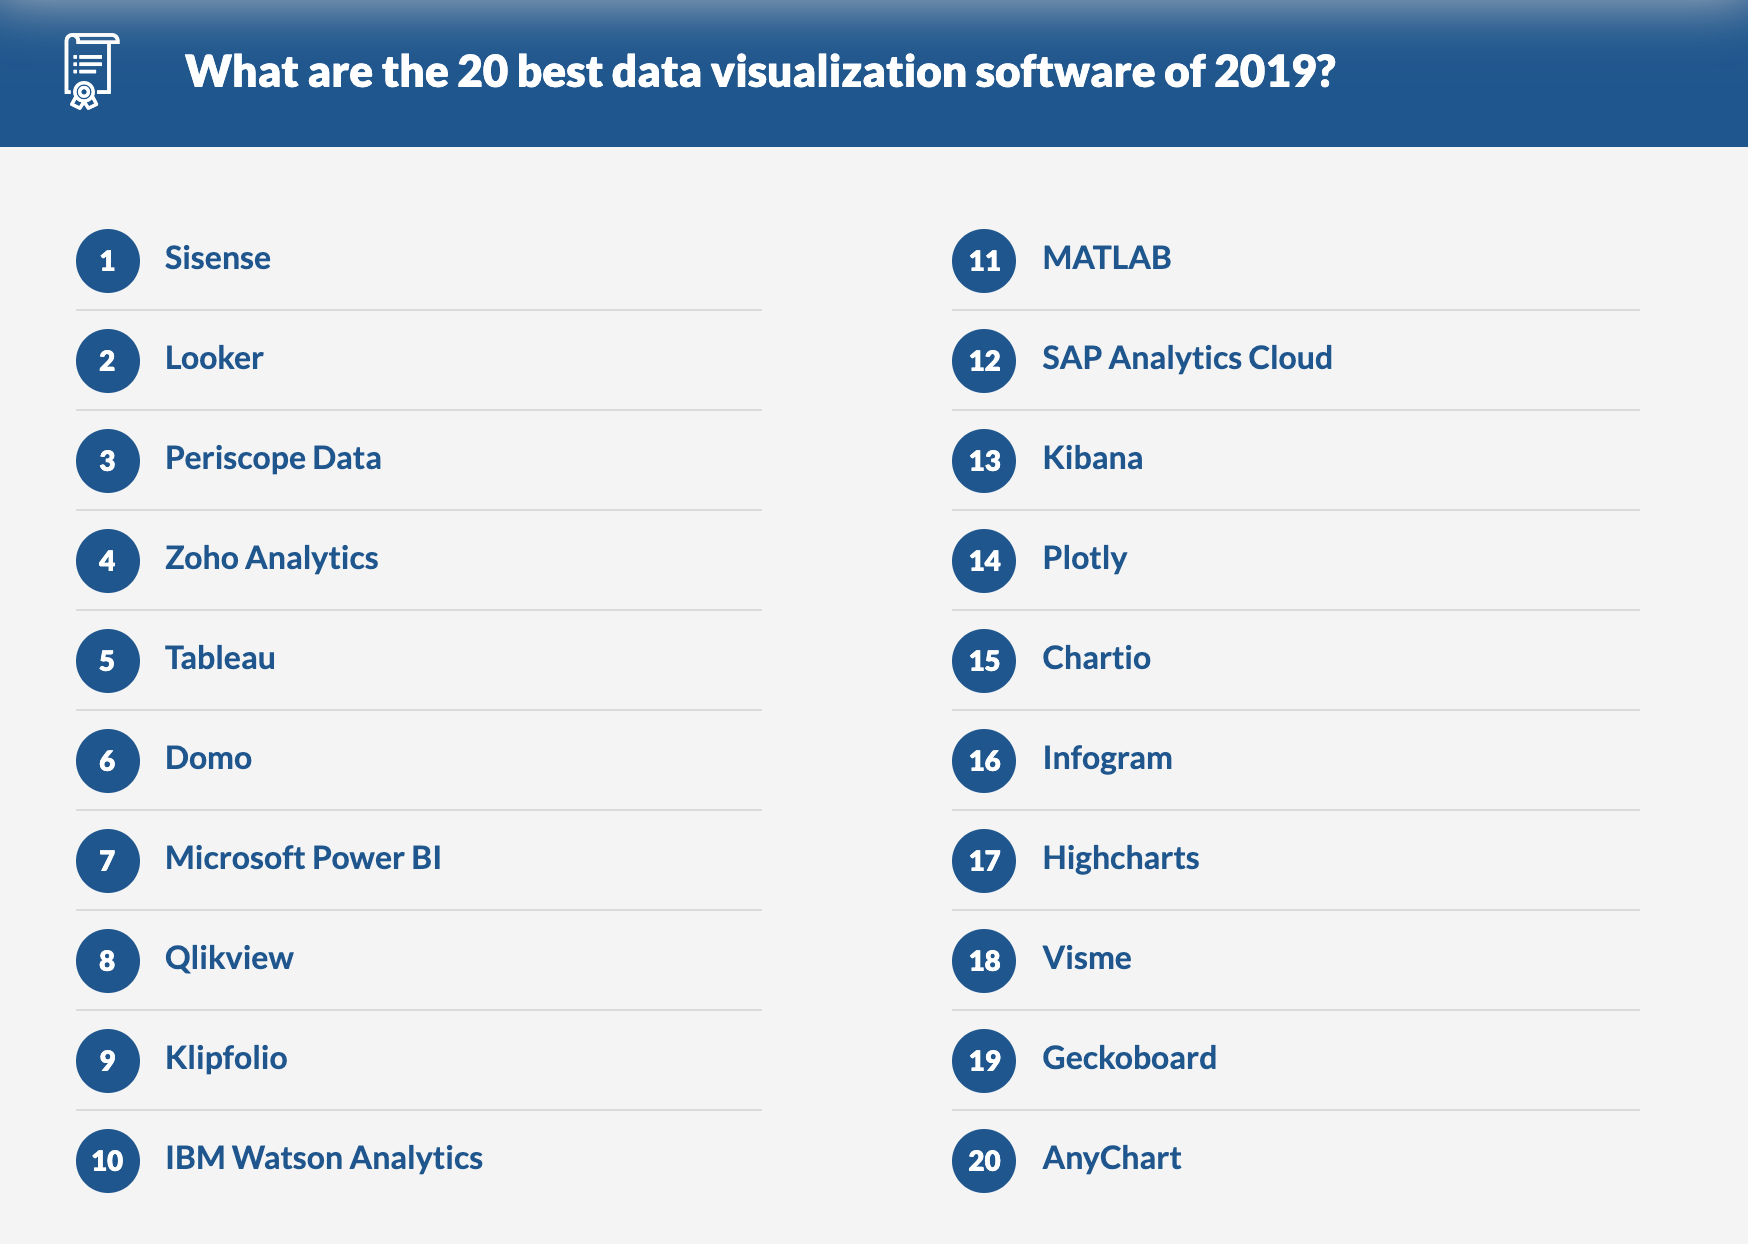 What are the 20 best data visualization software of 2019?
1 Sisense
2 Looker
3 Periscope Data
4 Zoho Analytics
5 Tableau
6 Domo
7 Microsoft Power BI
8 Qlikview
9 Klipfolio
10 IBM Watson Analytics
11 MATLAB
12 SAP Analytics Cloud
13 Kibana
14 Plotly
15 Chartio
16 Infogram
17 Highcharts
18 Visme
19 Geckoboard
20 AnyChart